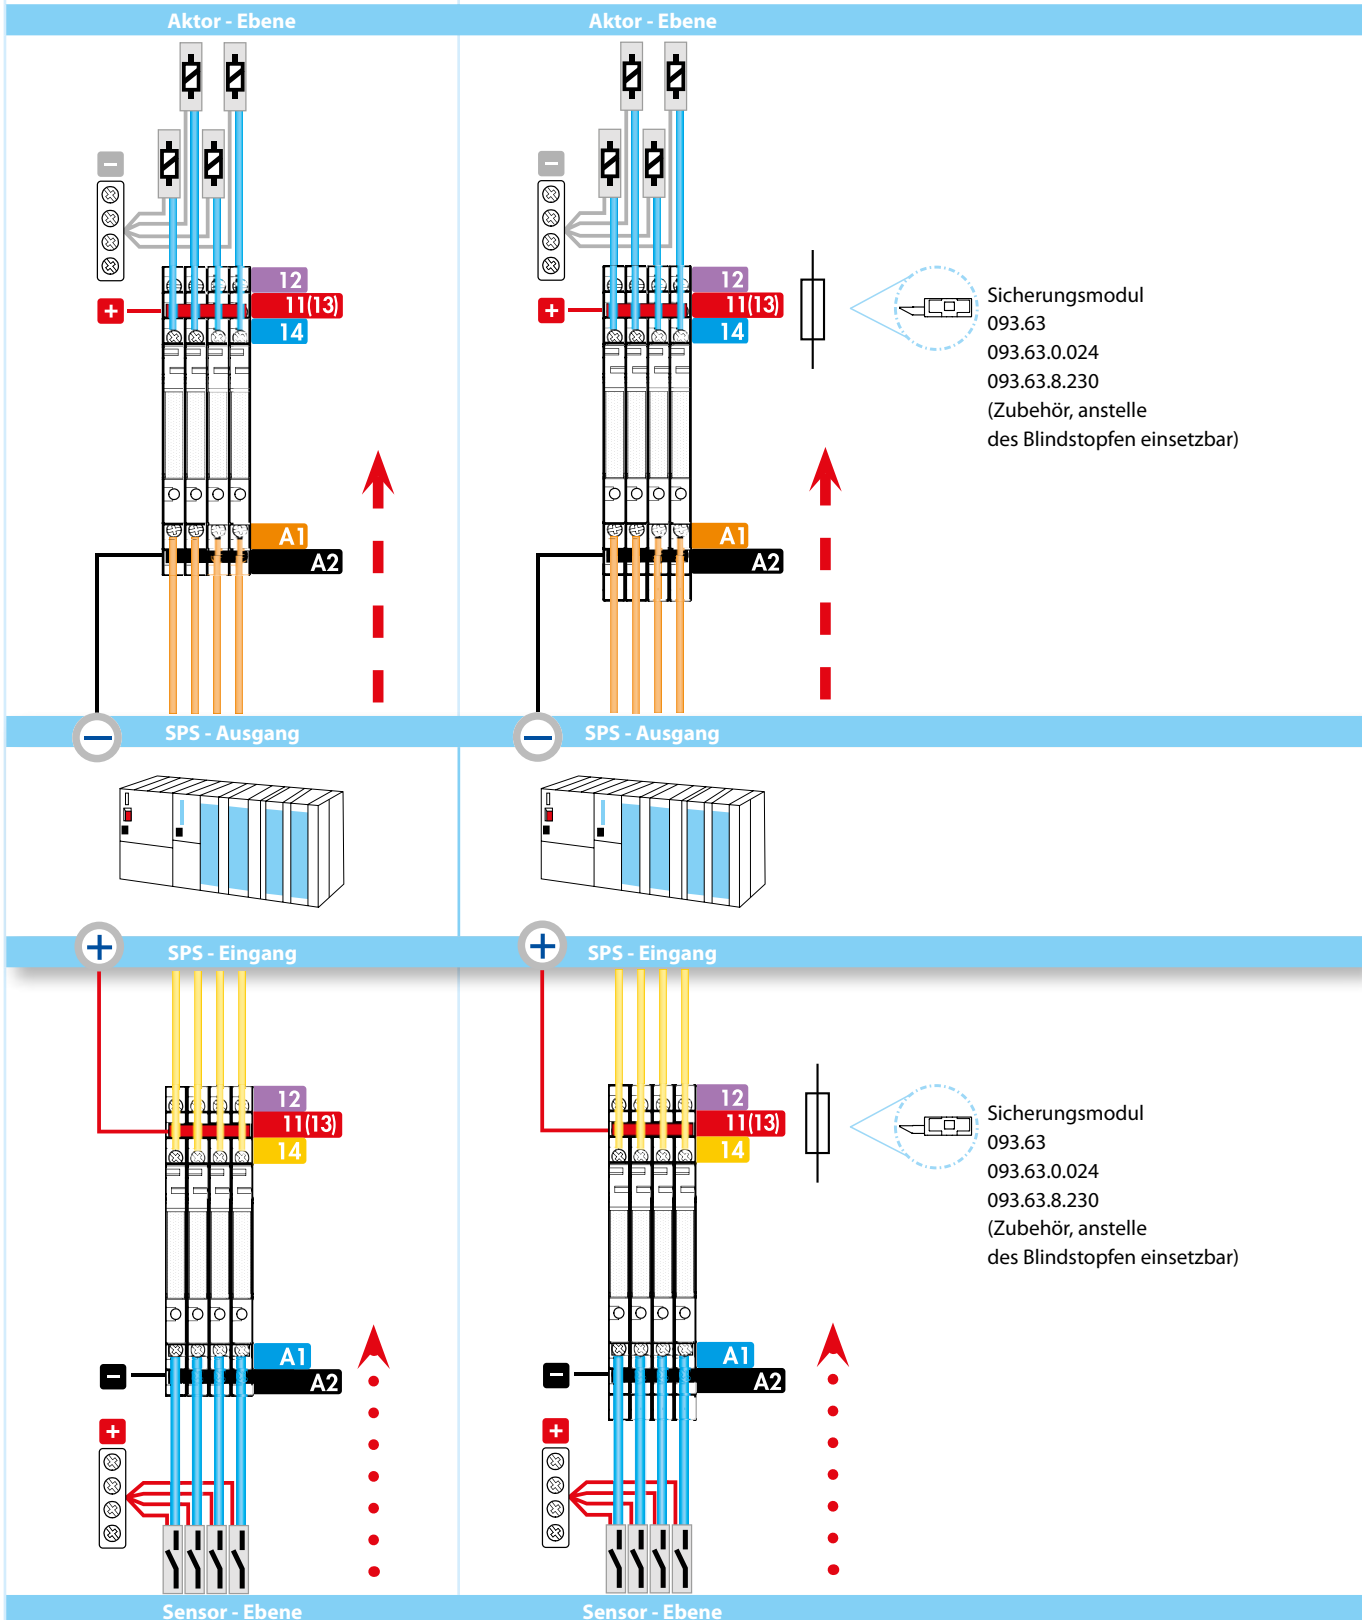 Aktor - Ebene
Aktor - Ebene
12
11(13)
14
A1
A2
12
11(13)
14
A1
A2
Sicherungsmodul
093.63
093.63.0.024
093.63.8.230
(Zubehör, anstelle
des Blindstopfen einsetzbar)
SPS - Ausgang
SPS - Ausgang
SPS - Eingang
SPS - Eingang
12
11(13)
14
A1
A2
12
11(13)
14
A1
A2
Sicherungsmodul
093.63
093.63.0.024
093.63.8.230
(Zubehör, anstelle
des Blindstopfen einsetzbar)
Sensor - Ebene
Sensor - Ebene